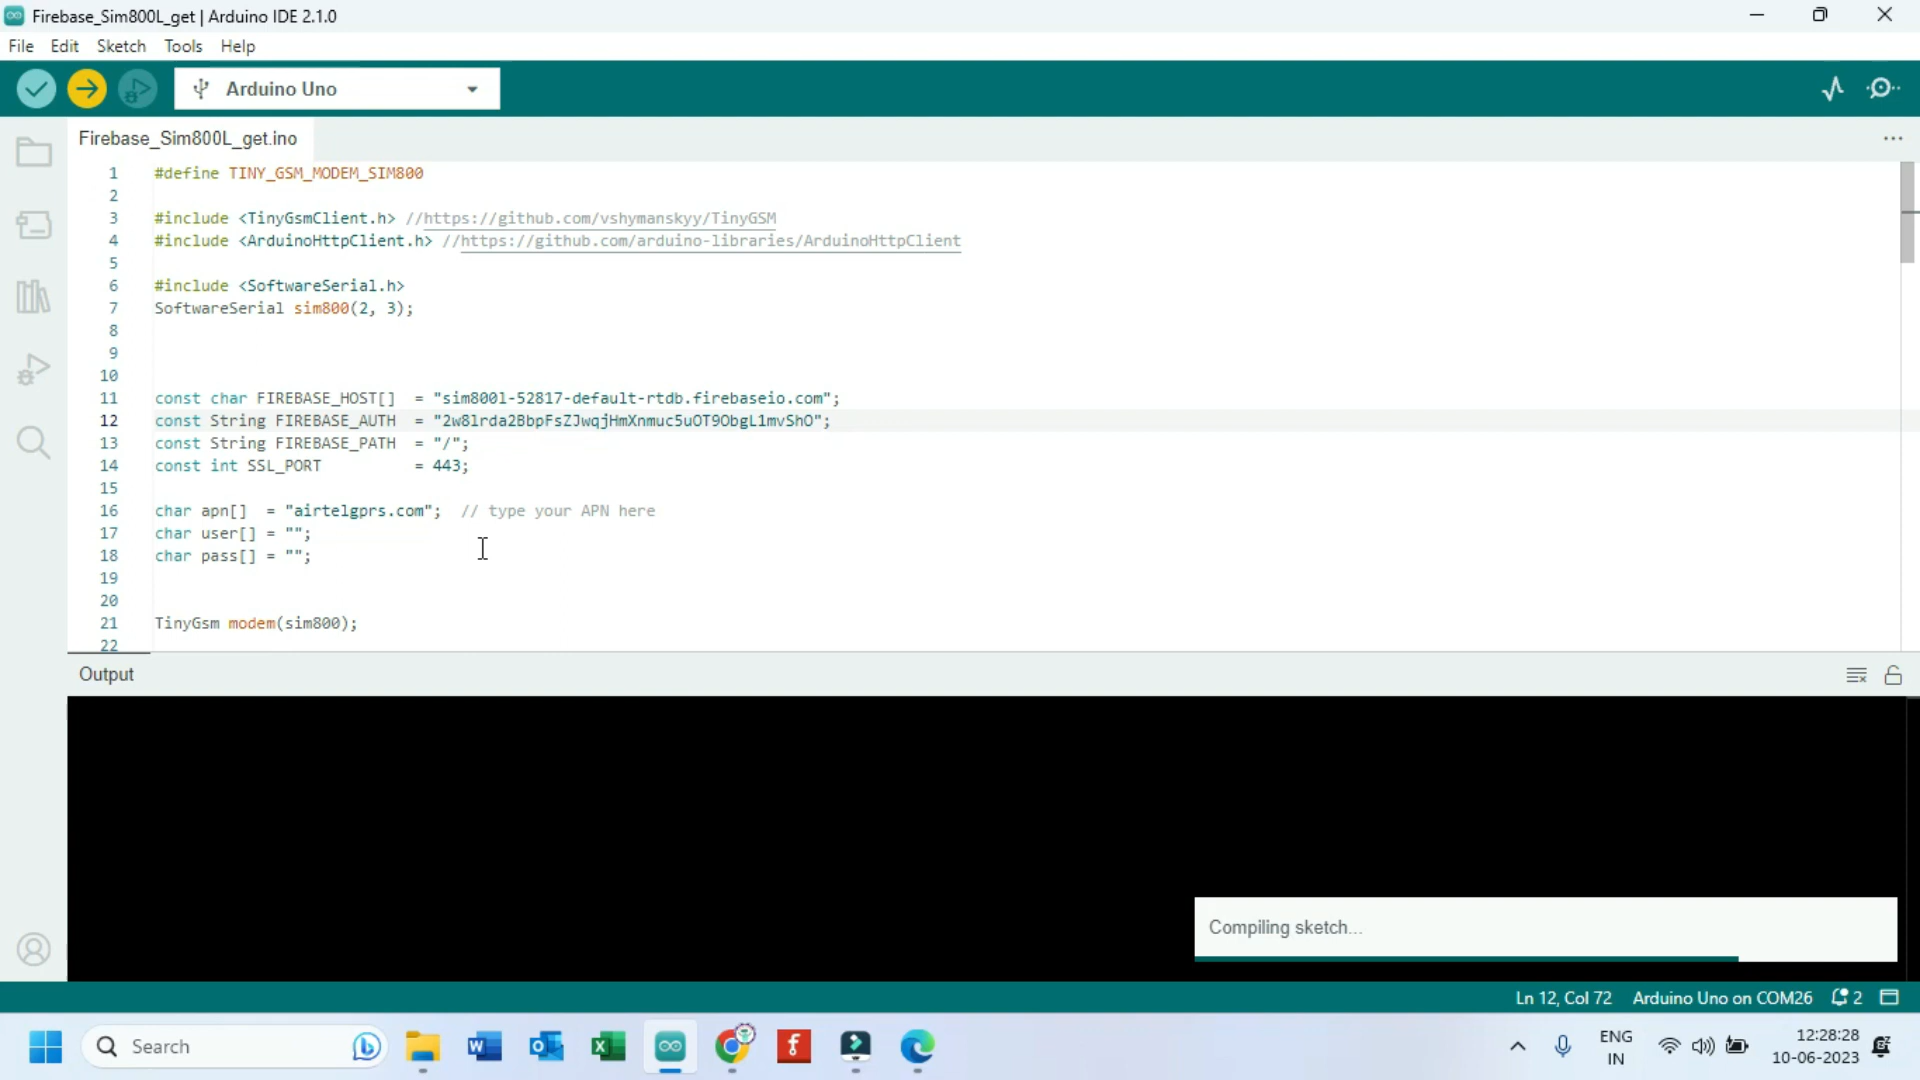 Firebase_Sim800L_get | Arduino IDE 2.1.0
File Edit Sketch Tools Help
Arduino Uno
Firebase_Sim800L_get.ino
1 #define TINY_GSM_MODEM_SIM800
2
3 #include <TinyGsmClient.h> //https://github.com/vshymanskyy/TinyGSM
4 #include <ArduinoHttpClient.h> //https://github.com/arduino-libraries/ArduinoHttpClient
5
6 #include <SoftwareSerial.h>
7 SoftwareSerial sim800(2, 3);
8
9
10
11 const char FIREBASE_HOST[] = "sim800l-52817-default-rtdb.firebaseio.com";
12 const String FIREBASE_AUTH = "2w8lrda2BbpFsZJwqjHmXnmuc5uOT9ObgL1mvShO";
13 const String FIREBASE_PATH = "/";
14 const int SSL_PORT = 443;
15
16 char apn[] = "airtelgprs.com"; // type your APN here
17 char user[] = "";
18 char pass[] = "";
19
20
21 TinyGsm modem(sim800);
22
Output
Compiling sketch...
Ln 12, Col 72 Arduino Uno on COM26 2
Search
ENG
IN
12:28:28
10-06-2023